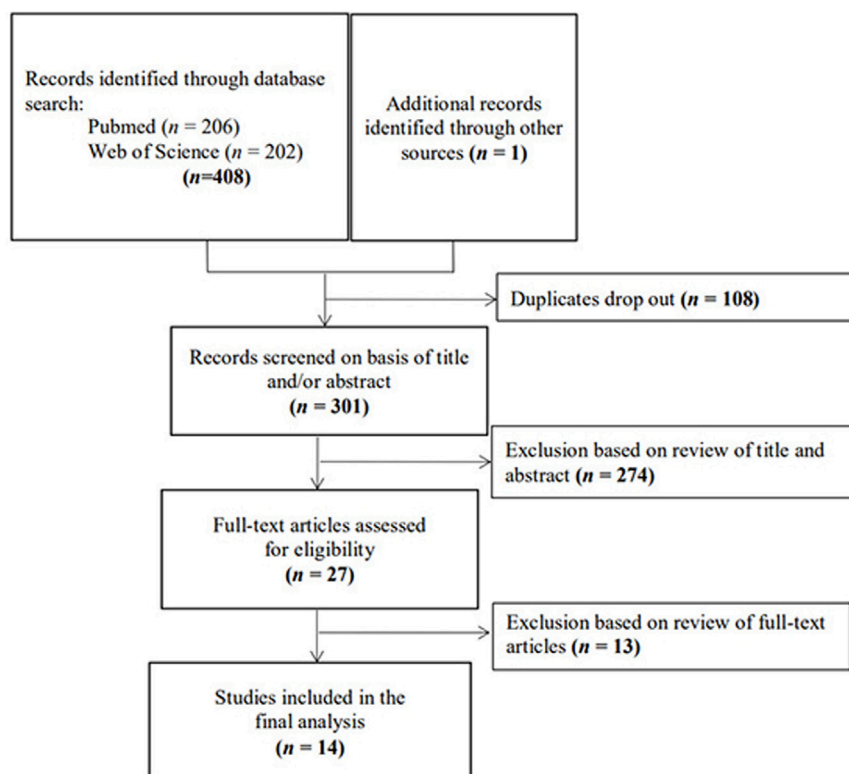 Records identified through database
search:
Pubmed (n = 206)
Web of Science (n = 202)
(n=408)
Additional records
identified through other
sources (n = 1)
Duplicates drop out (n = 108)
Records screened on basis of title
and/or abstract
(n = 301)
Exclusion based on review of title and
abstract (n = 274)
Full-text articles assessed
for eligibility
(n = 27)
Exclusion based on review of full-text
articles (n = 13)
Studies included in the
final analysis
(n = 14)